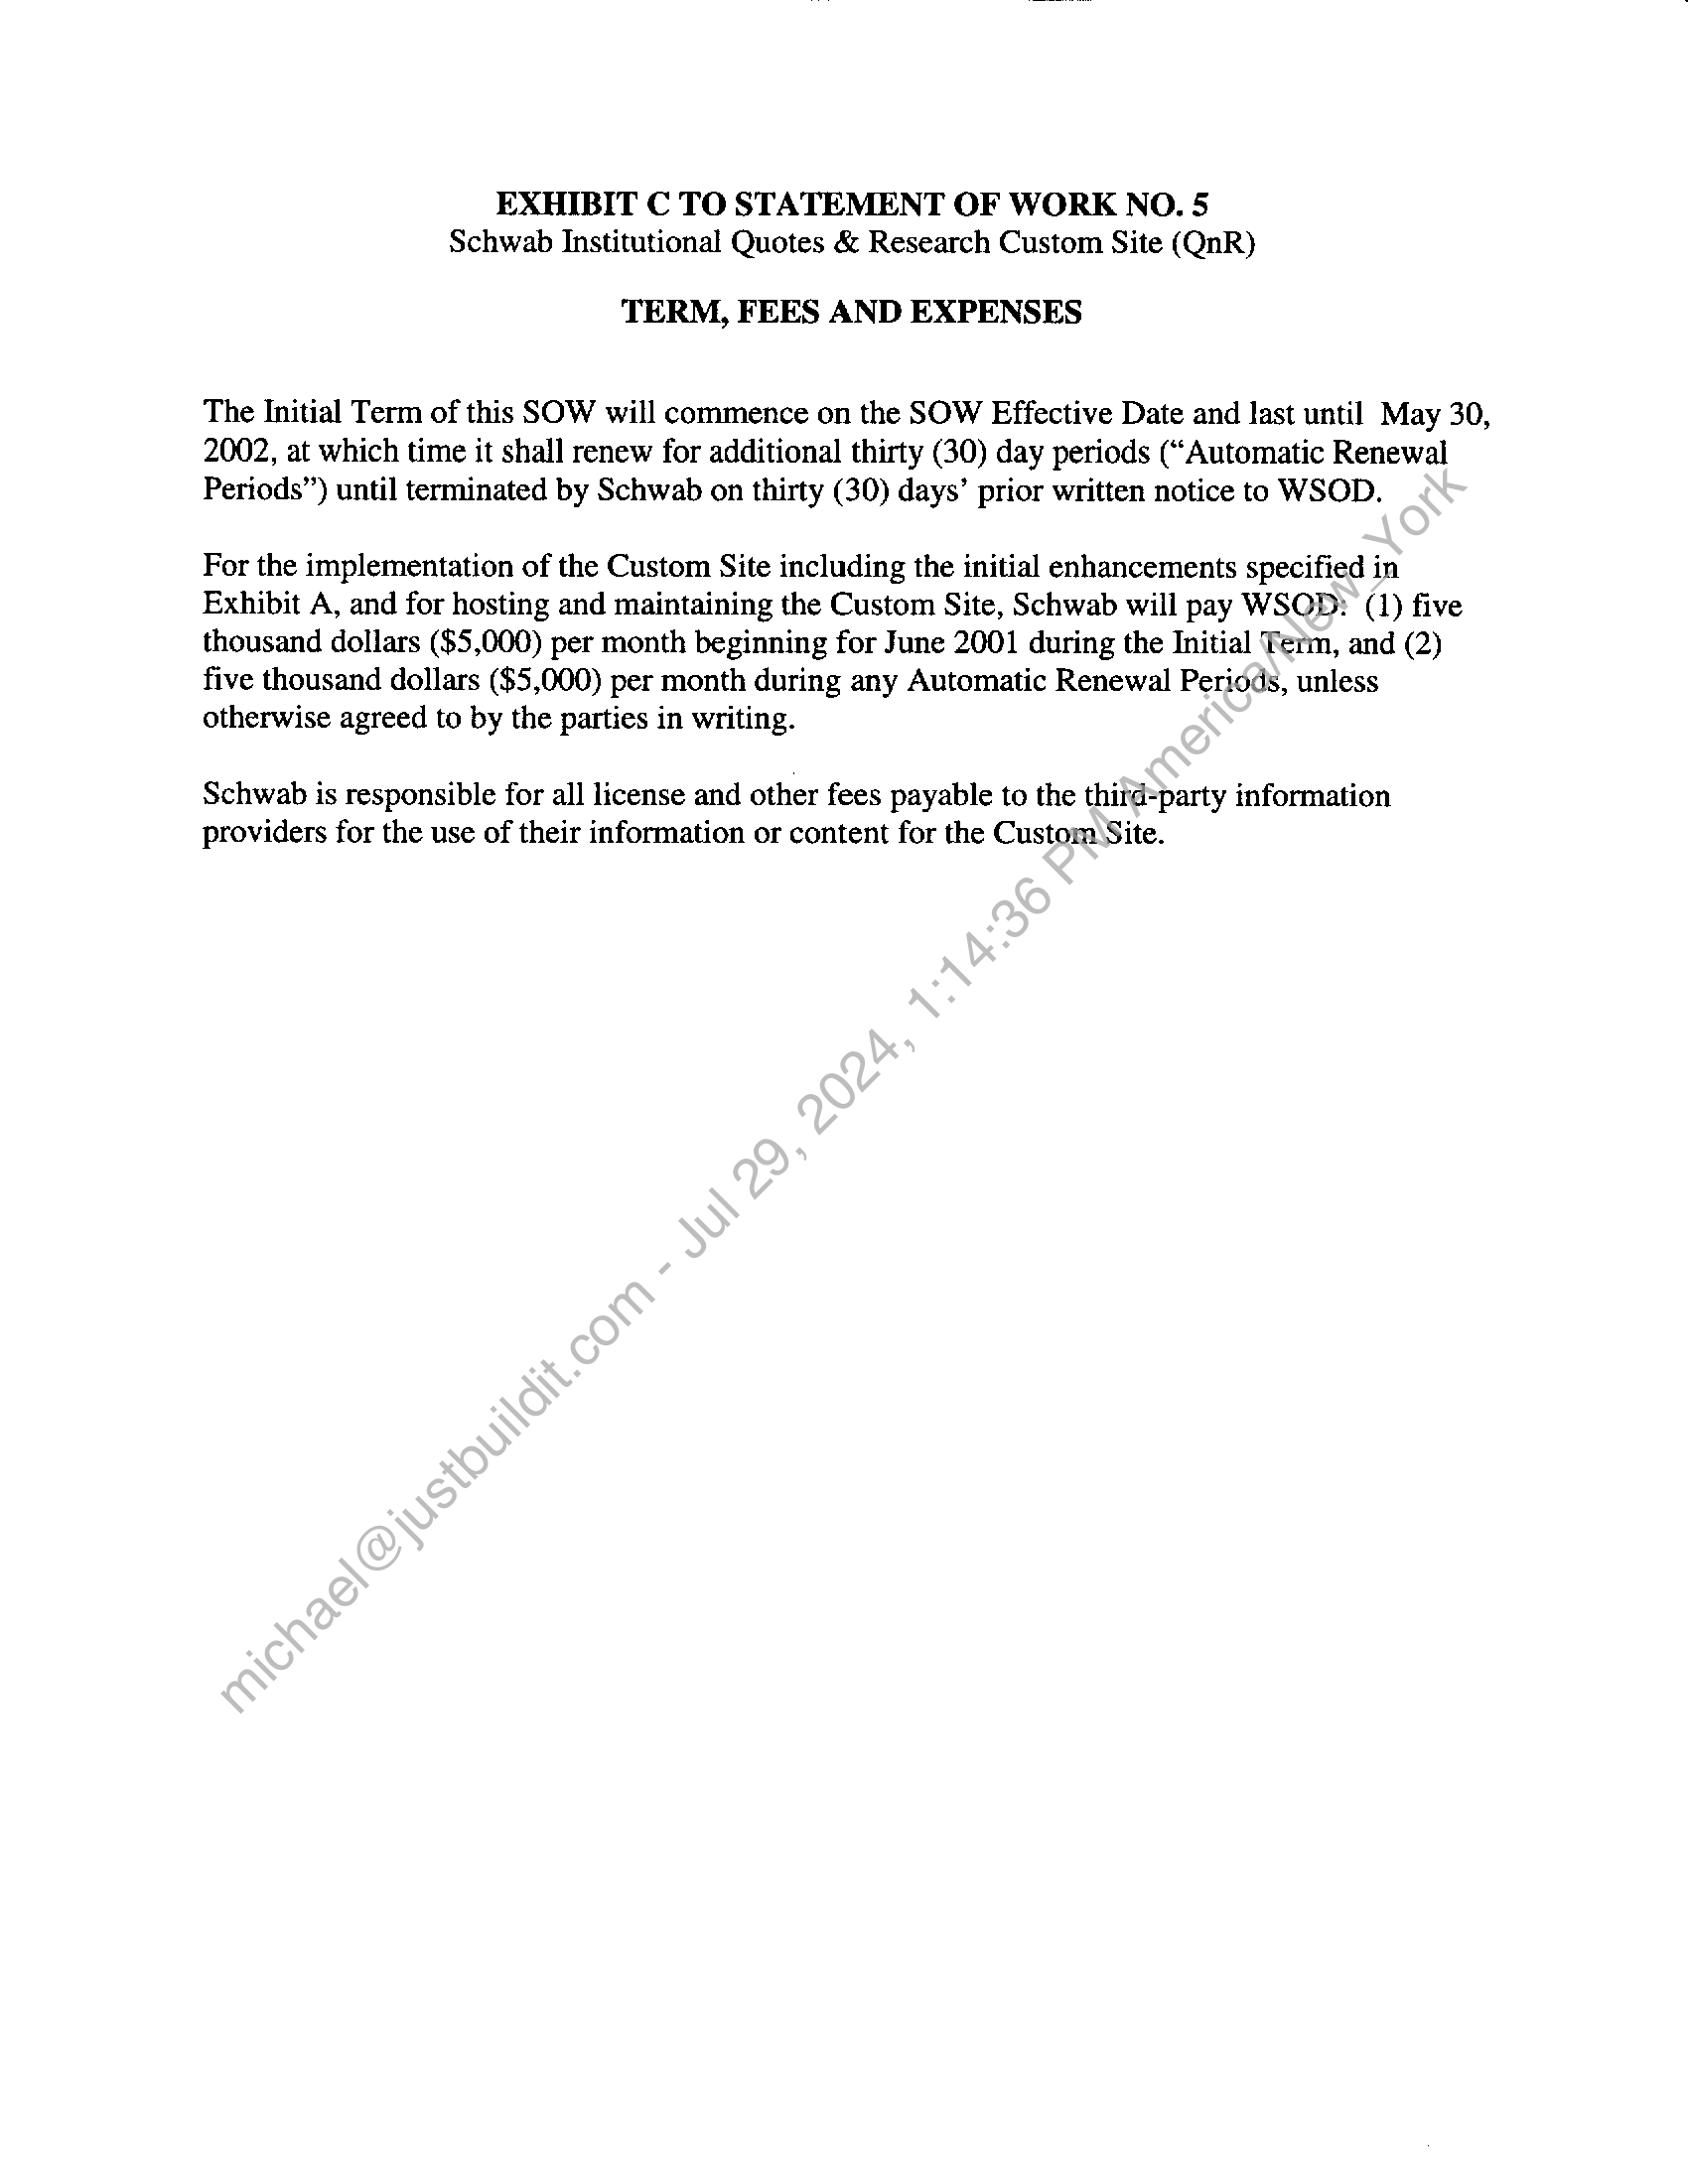 EXHIBIT C TO STATEMENT OF WORK NO. 5
Schwab Institutional Quotes & Research Custom Site (QnR)
TERM, FEES AND EXPENSES
The Initial Term of this SOW will commence on the SOW Effective Date and last until May 30,
2002, at which time it shall renew for additional thirty (30) day periods (“Automatic Renewal
Periods”) until terminated by Schwab on thirty (30) days’ prior written notice to WSOD.
For the implementation of the Custom Site including the initial enhancements specified in
Exhibit A, and for hosting and maintaining the Custom Site, Schwab will pay WSOD: (1) five
thousand dollars ($5,000) per month beginning for June 2001 during the Initial Term, and (2)
five thousand dollars ($5,000) per month during any Automatic Renewal Periods, unless
otherwise agreed to by the parties in writing.
Schwab is responsible for all license and other fees payable to the third-party information
providers for the use of their information or content for the Custom Site.
michael@justbuildit.com - Jul 29, 2024, 1:14:36 PM America/New_York